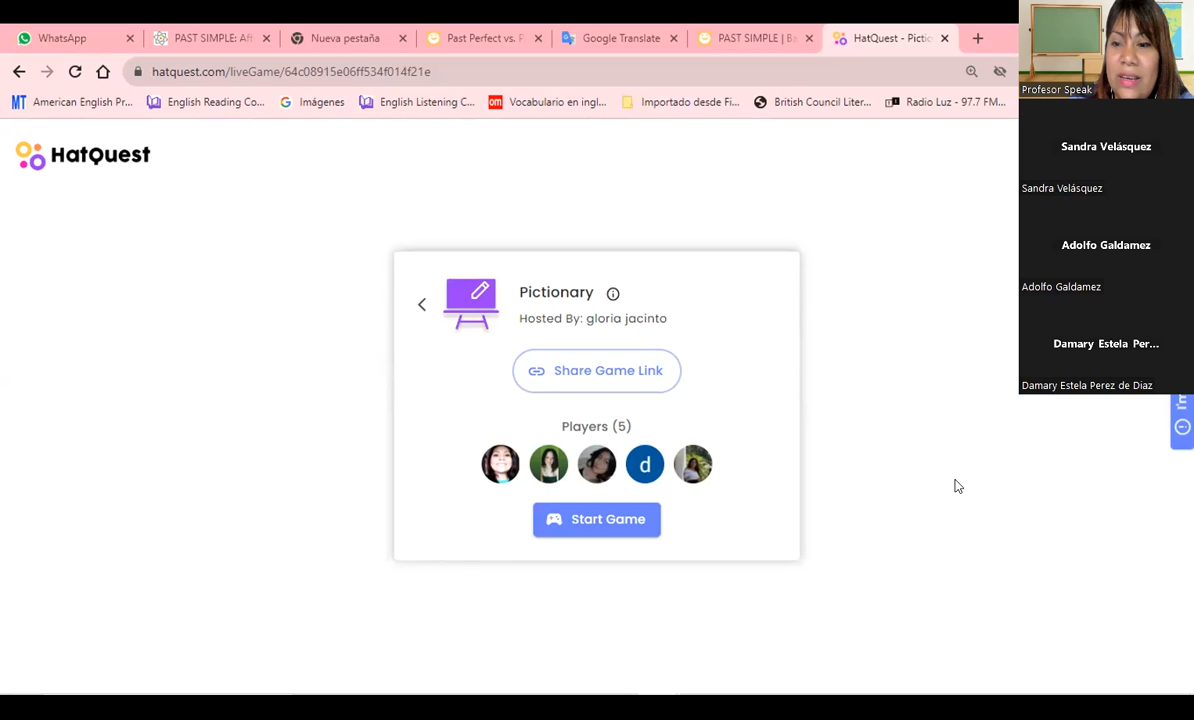 WhatsApp
PAST SIMPLE: Af
Nueva pestaña
Past Perfect vs. P
Google Translate
PAST SIMPLE | Ba
HatQuest - Pictio
hatquest.com/liveGame/64c08915e06ff534f014f21e
American English Pr...
English Reading Co...
Imágenes
English Listening C...
Vocabulario en ingl...
Importado desde Fi...
British Council Liter...
Radio Luz - 97.7 FM...
HatQuest
Pictionary
Hosted By: gloria jacinto
Share Game Link
Players (5)
d
Start Game
Profesor Speak
Sandra Velásquez
Sandra Velásquez
Adolfo Galdamez
Adolfo Galdamez
Damary Estela Per...
Damary Estela Perez de Diaz